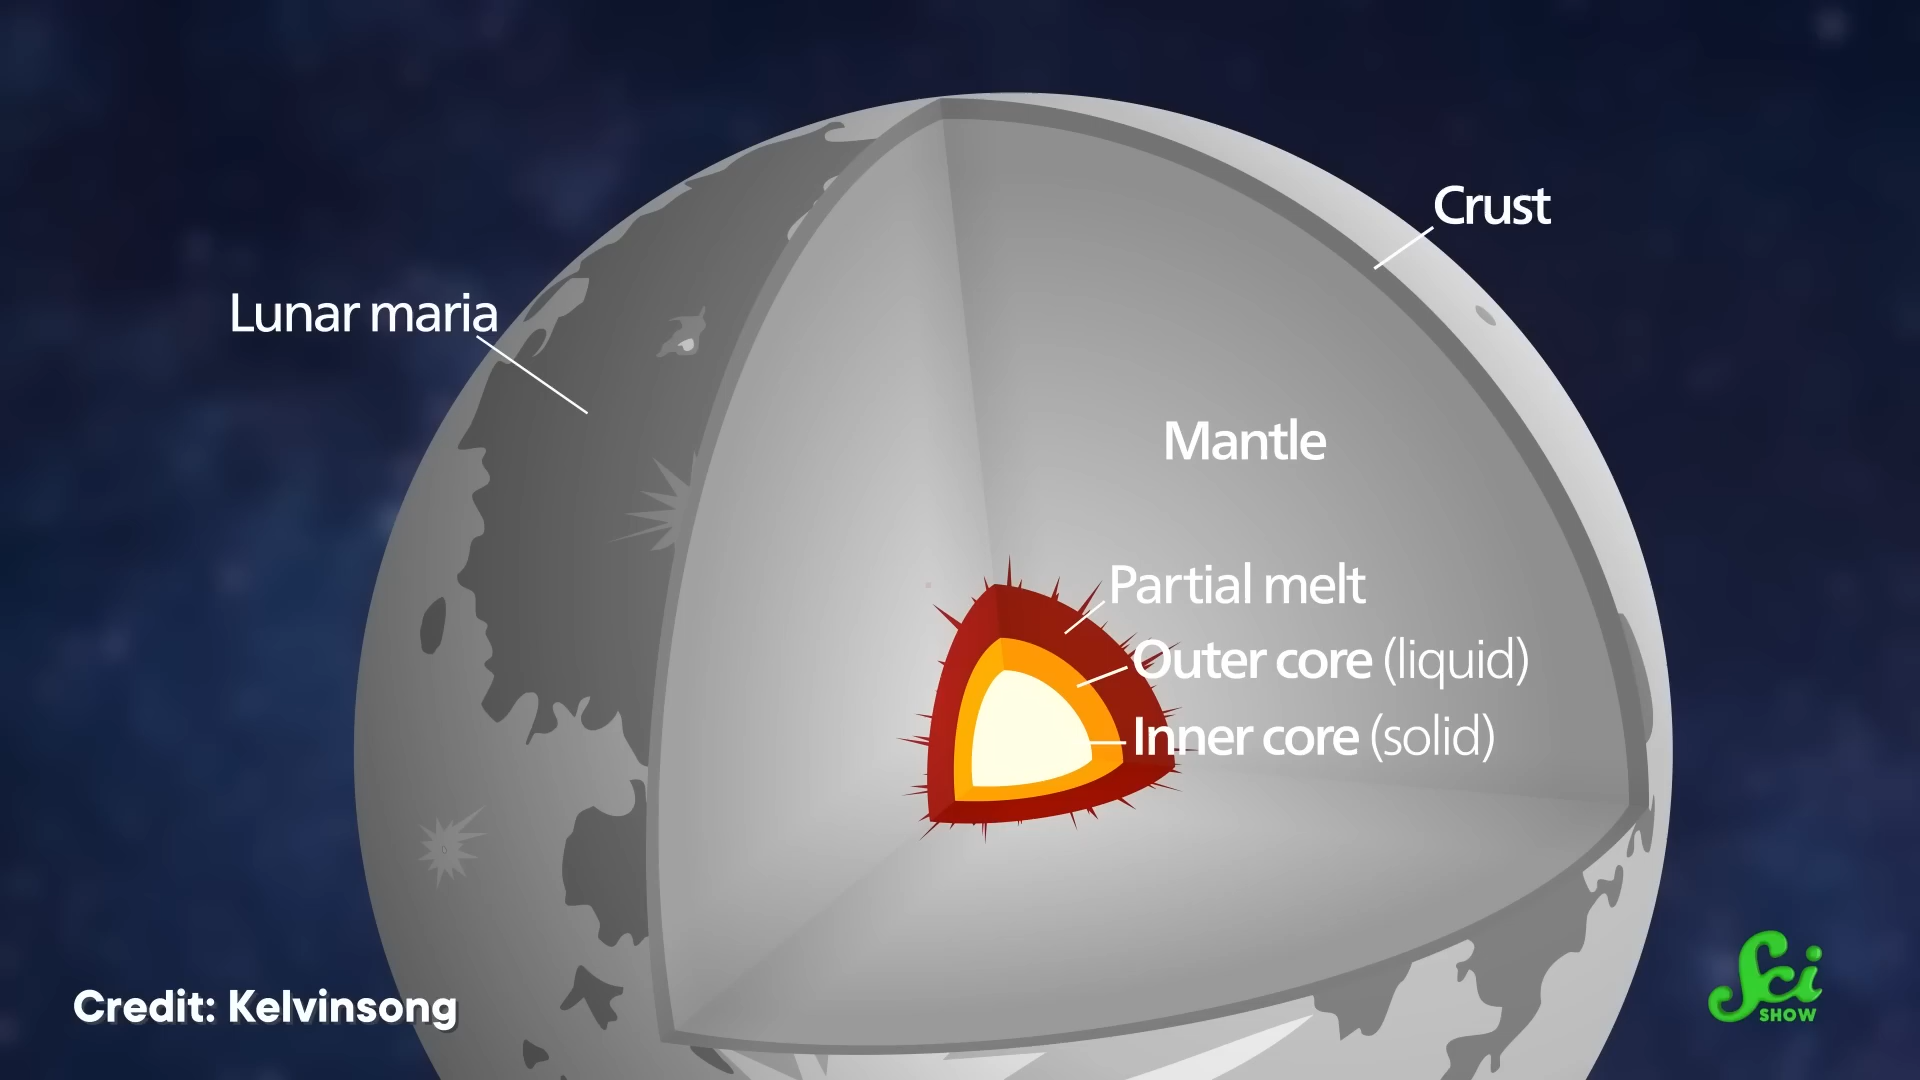 Crust
Lunar maria
Mantle
Partial melt
Outer core (liquid)
Inner core (solid)
Credit: Kelvinsong
Sci
SHOW